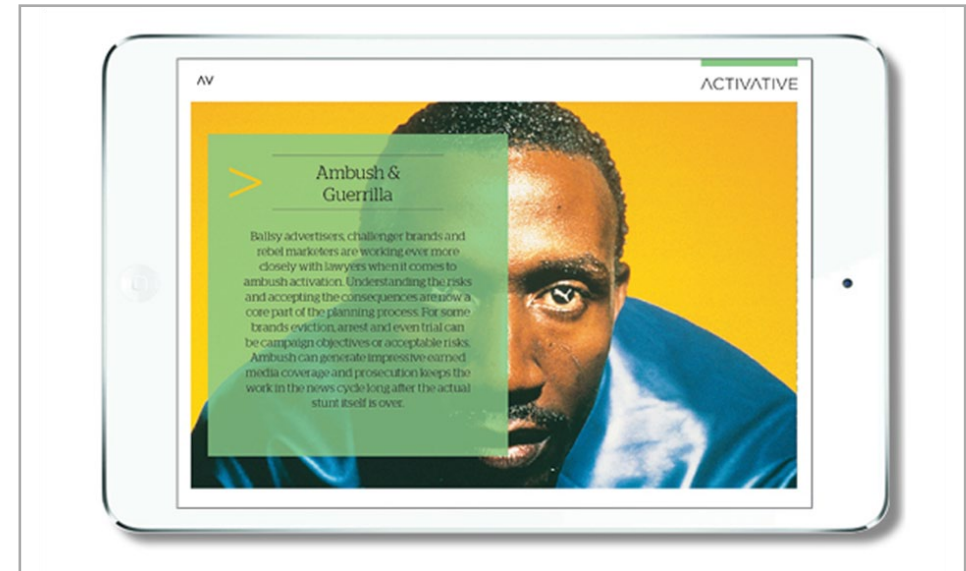 AV
ACTIVATIVE
>
Ambush &
Guerrilla
Ballsy advertisers, challenger brands and
rebel marketers are working ever more
closely with lawyers when it comes to
ambush activation. Understanding the risks
and accepting the consequences are now a
core part of the planning process. For some
brands eviction, arrest and even trial can
be campaign objectives or acceptable risks.
Ambush can generate impressive earned
media coverage and prosecution keeps the
work in the news cycle long after the actual
stunt itself is over.